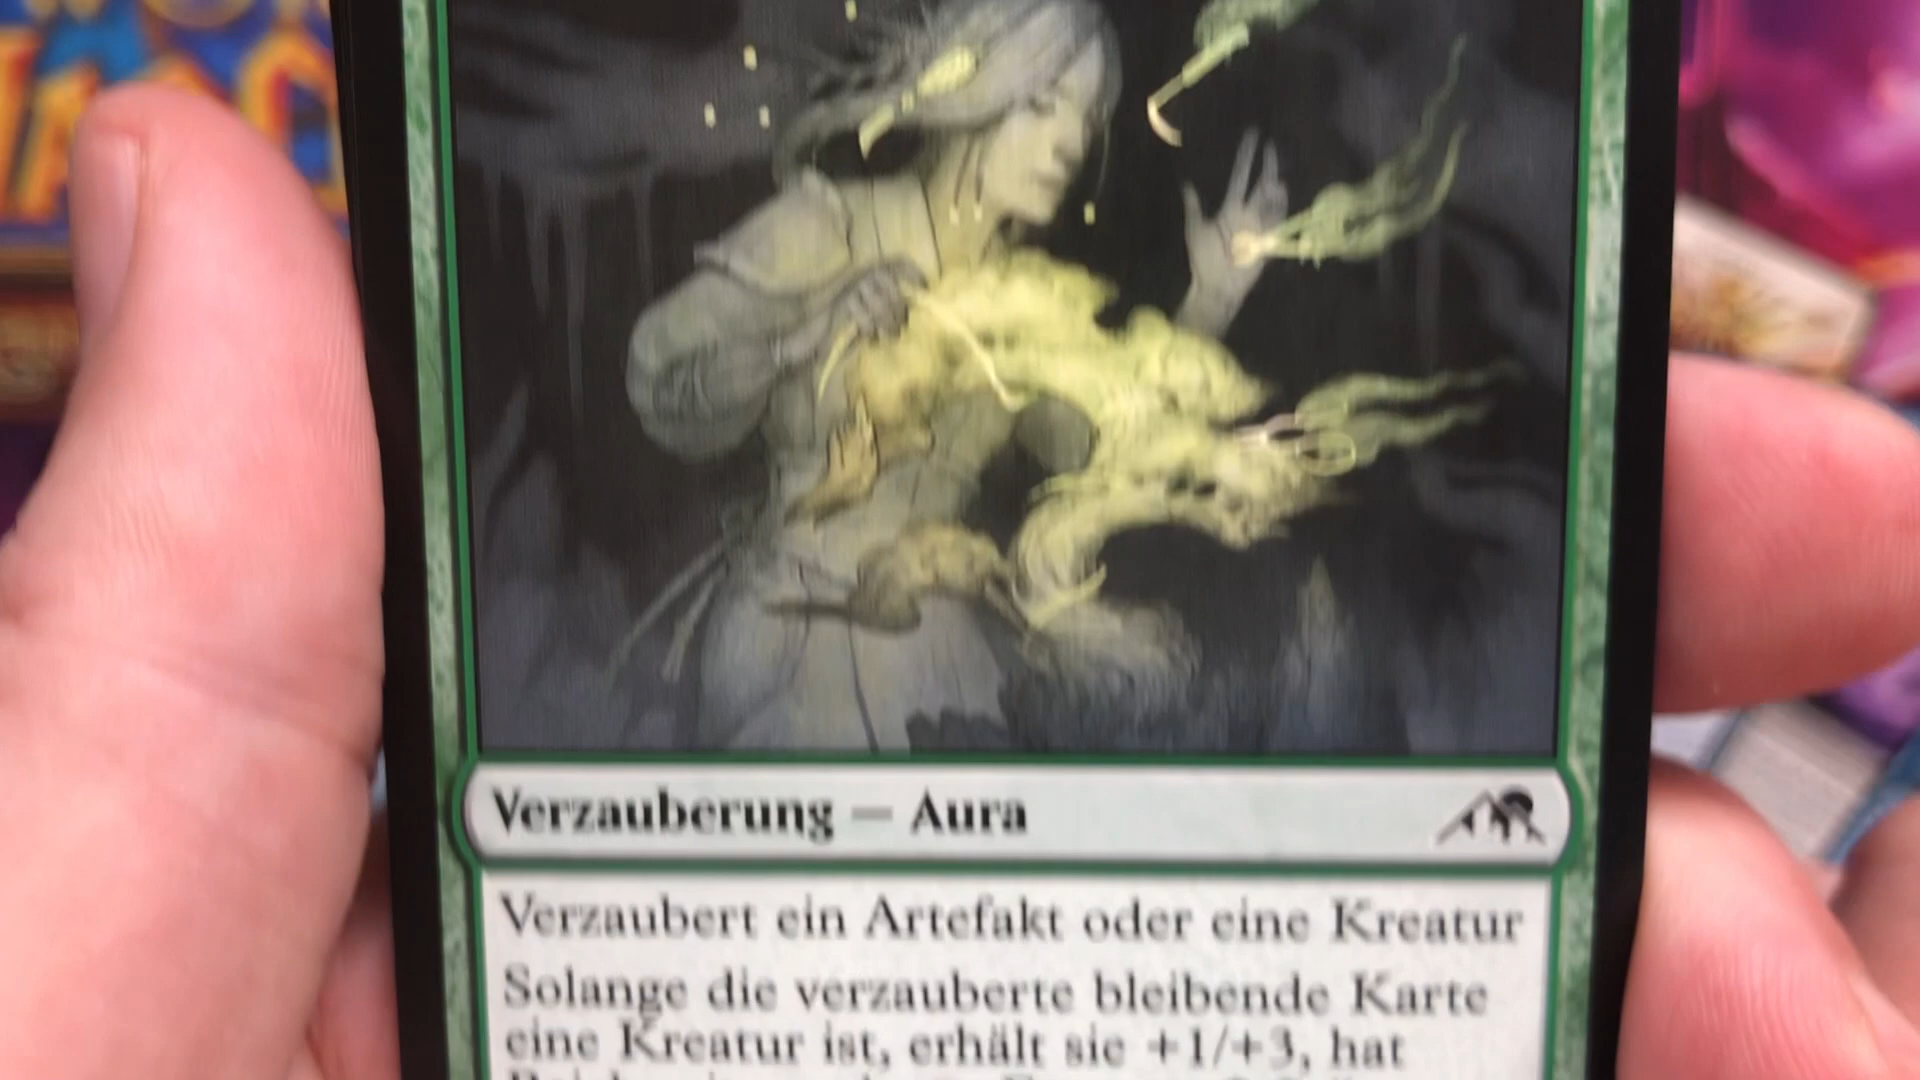 Verzauberung — Aura
Verzaubert ein Artefakt oder eine Kreatur
Solange die verzauberte bleibende Karte
eine Kreatur ist, erhält sie +1/+3, hat